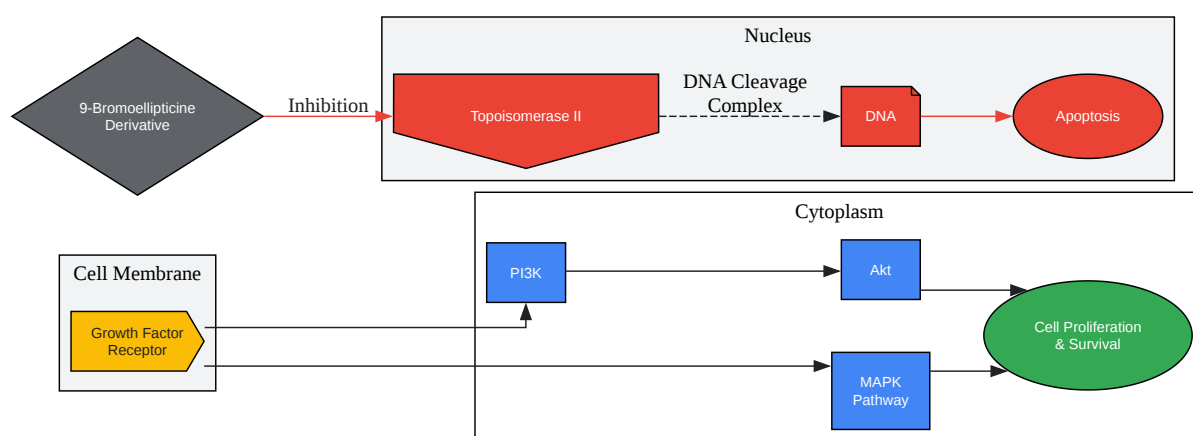 Nucleus
9-Bromoellipticine
Derivative
Inhibition
Topoisomerase II
DNA Cleavage
Complex
DNA
Apoptosis
Cytoplasm
Cell Membrane
Growth Factor
Receptor
PI3K
Akt
MAPK
Pathway
Cell Proliferation
& Survival